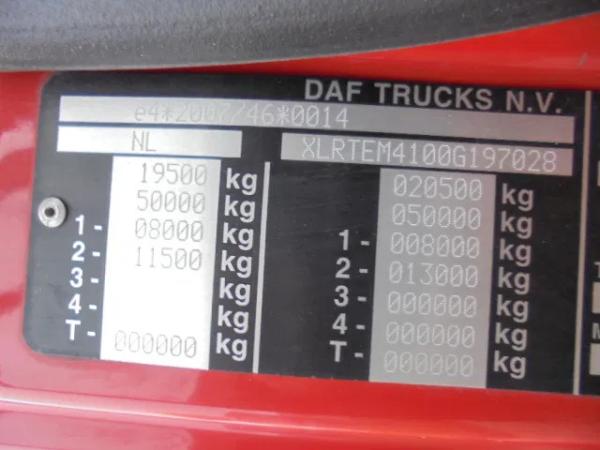 DAF TRUCKS N.V.
e4*2007/46*0014
NL XLRTEM4100G197028
19500 kg 020500 kg
50000 kg 050000 kg
1 - 08000 kg 1 - 008000 kg
2 - 11500 kg 2 - 013000 kg
3 - kg 3 - 000000 kg
4 - kg 4 - 000000 kg
T - 000000 kg T - 000000 kg